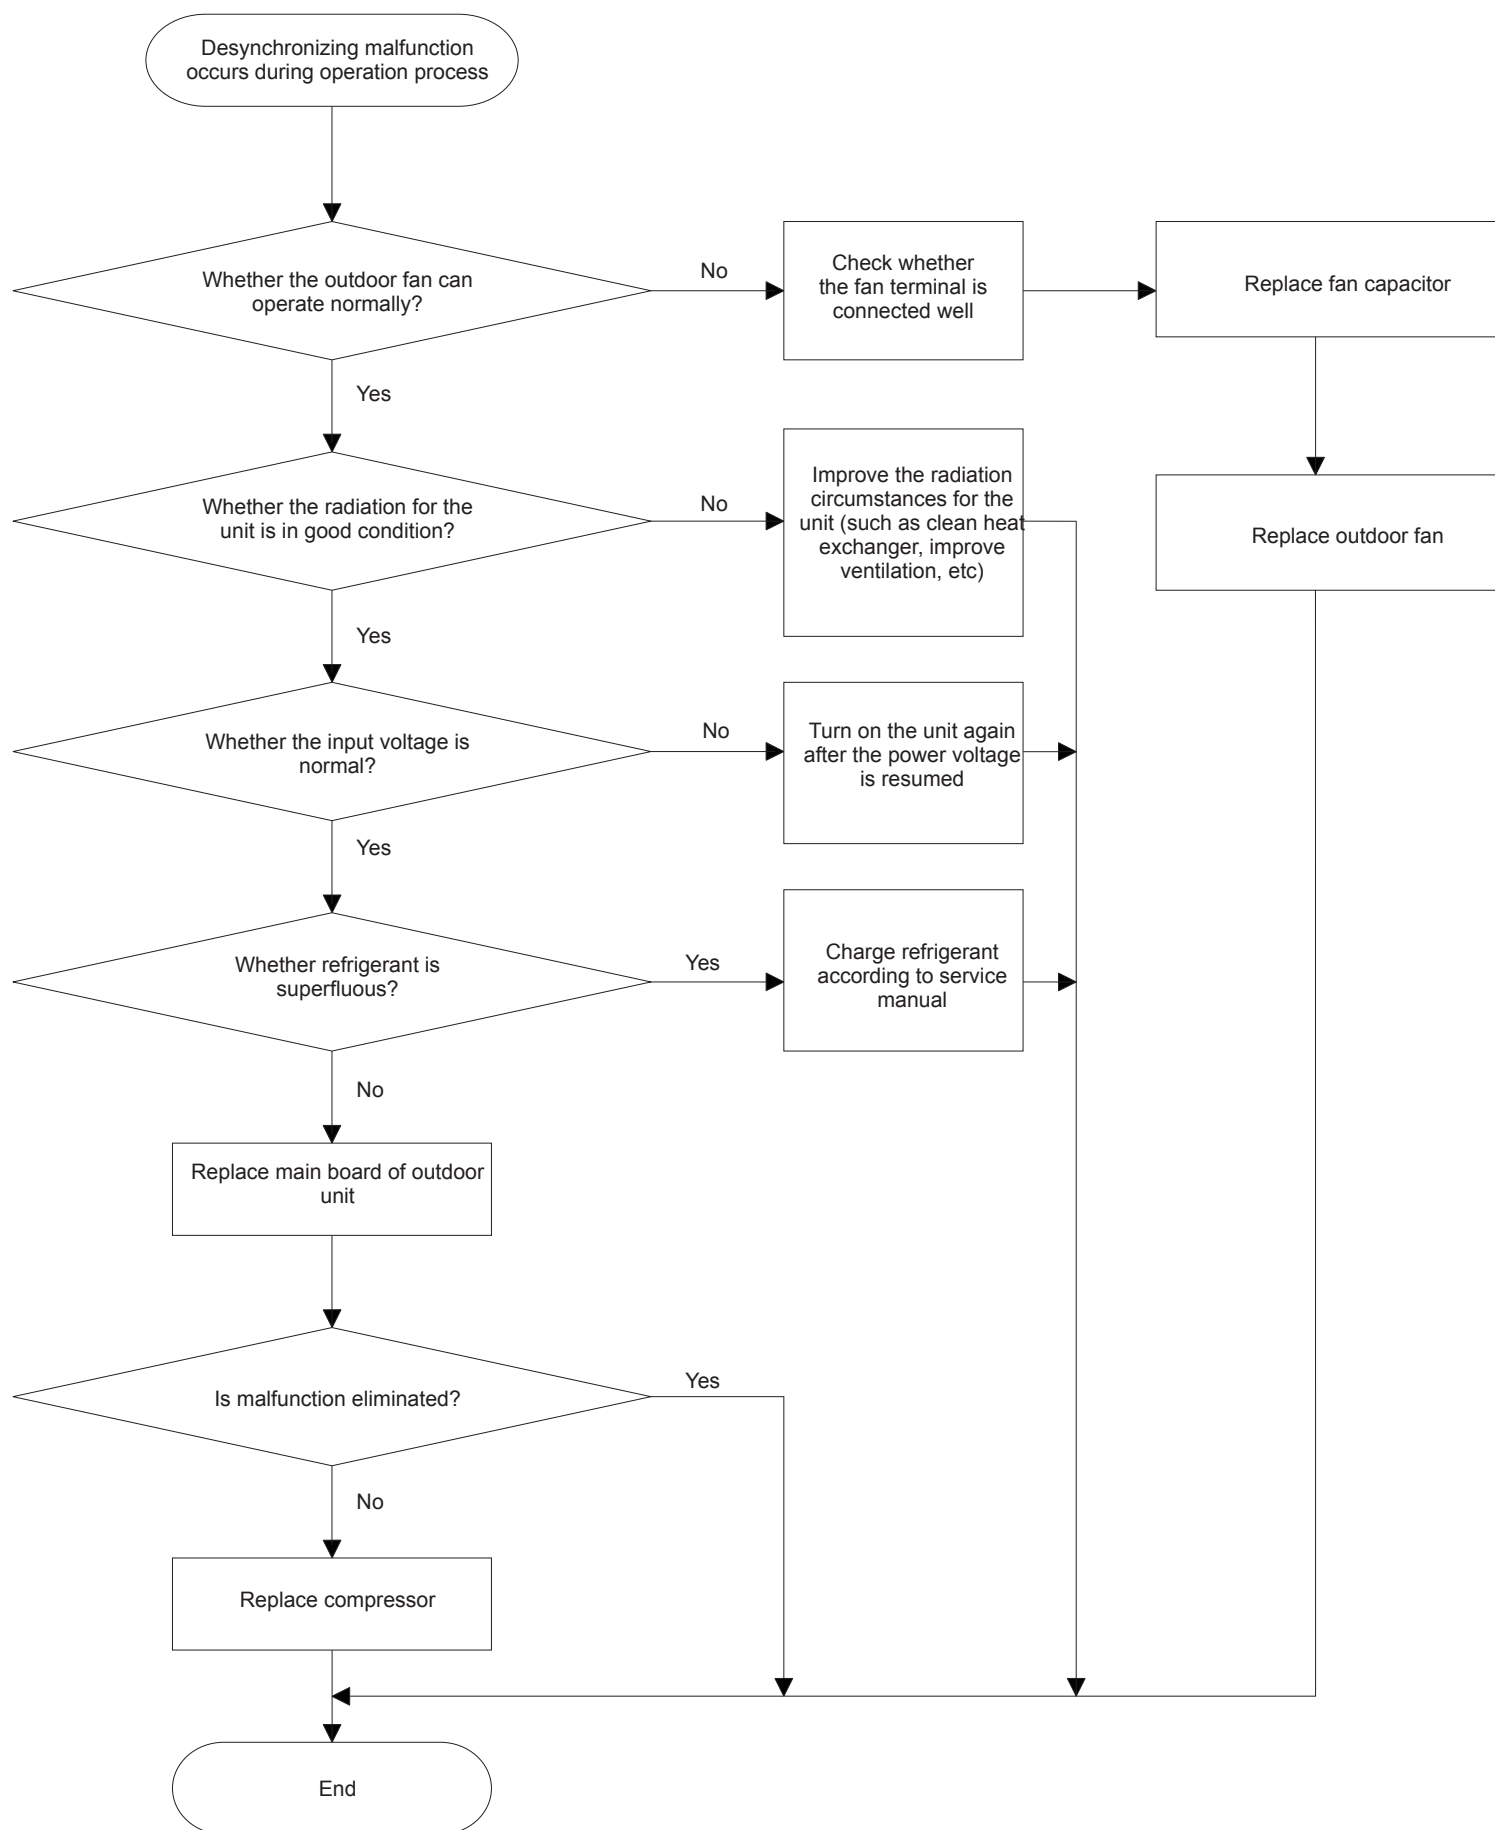 Desynchronizing malfunction
occurs during operation process
Whether the outdoor fan can
operate normally?
No
Check whether
the fan terminal is
connected well
Replace fan capacitor
Yes
Whether the radiation for the
unit is in good condition?
No
Improve the radiation
circumstances for the
unit (such as clean heat
exchanger, improve
ventilation, etc)
Replace outdoor fan
Yes
Whether the input voltage is
normal?
No
Turn on the unit again
after the power voltage
is resumed
Yes
Whether refrigerant is
superfluous?
Yes
Charge refrigerant
according to service
manual
No
Replace main board of outdoor
unit
Is malfunction eliminated?
Yes
No
Replace compressor
End